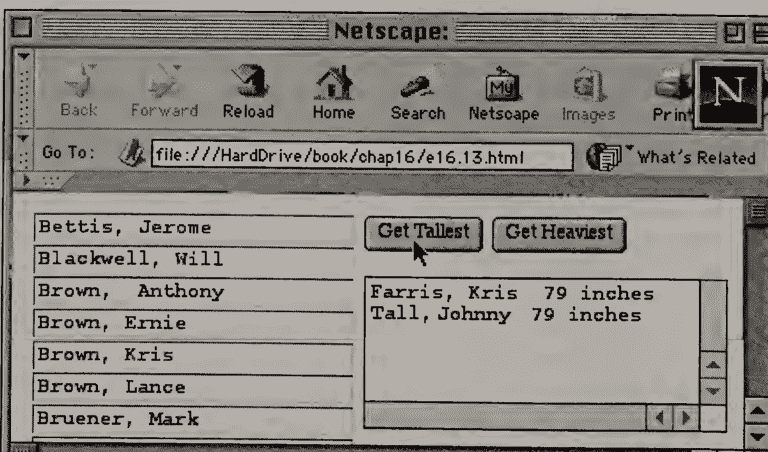 Netscape:
Back Forward Reload Home Search Netscape Images Print
My
N
Go To: file:///HardDrive/book/chap16/e16.13.html What's Related
Bettis, Jerome
Blackwell, Will
Brown, Anthony
Brown, Ernie
Brown, Kris
Brown, Lance
Bruener, Mark
Get Tallest Get Heaviest
Farris, Kris 79 inches
Tall, Johnny 79 inches